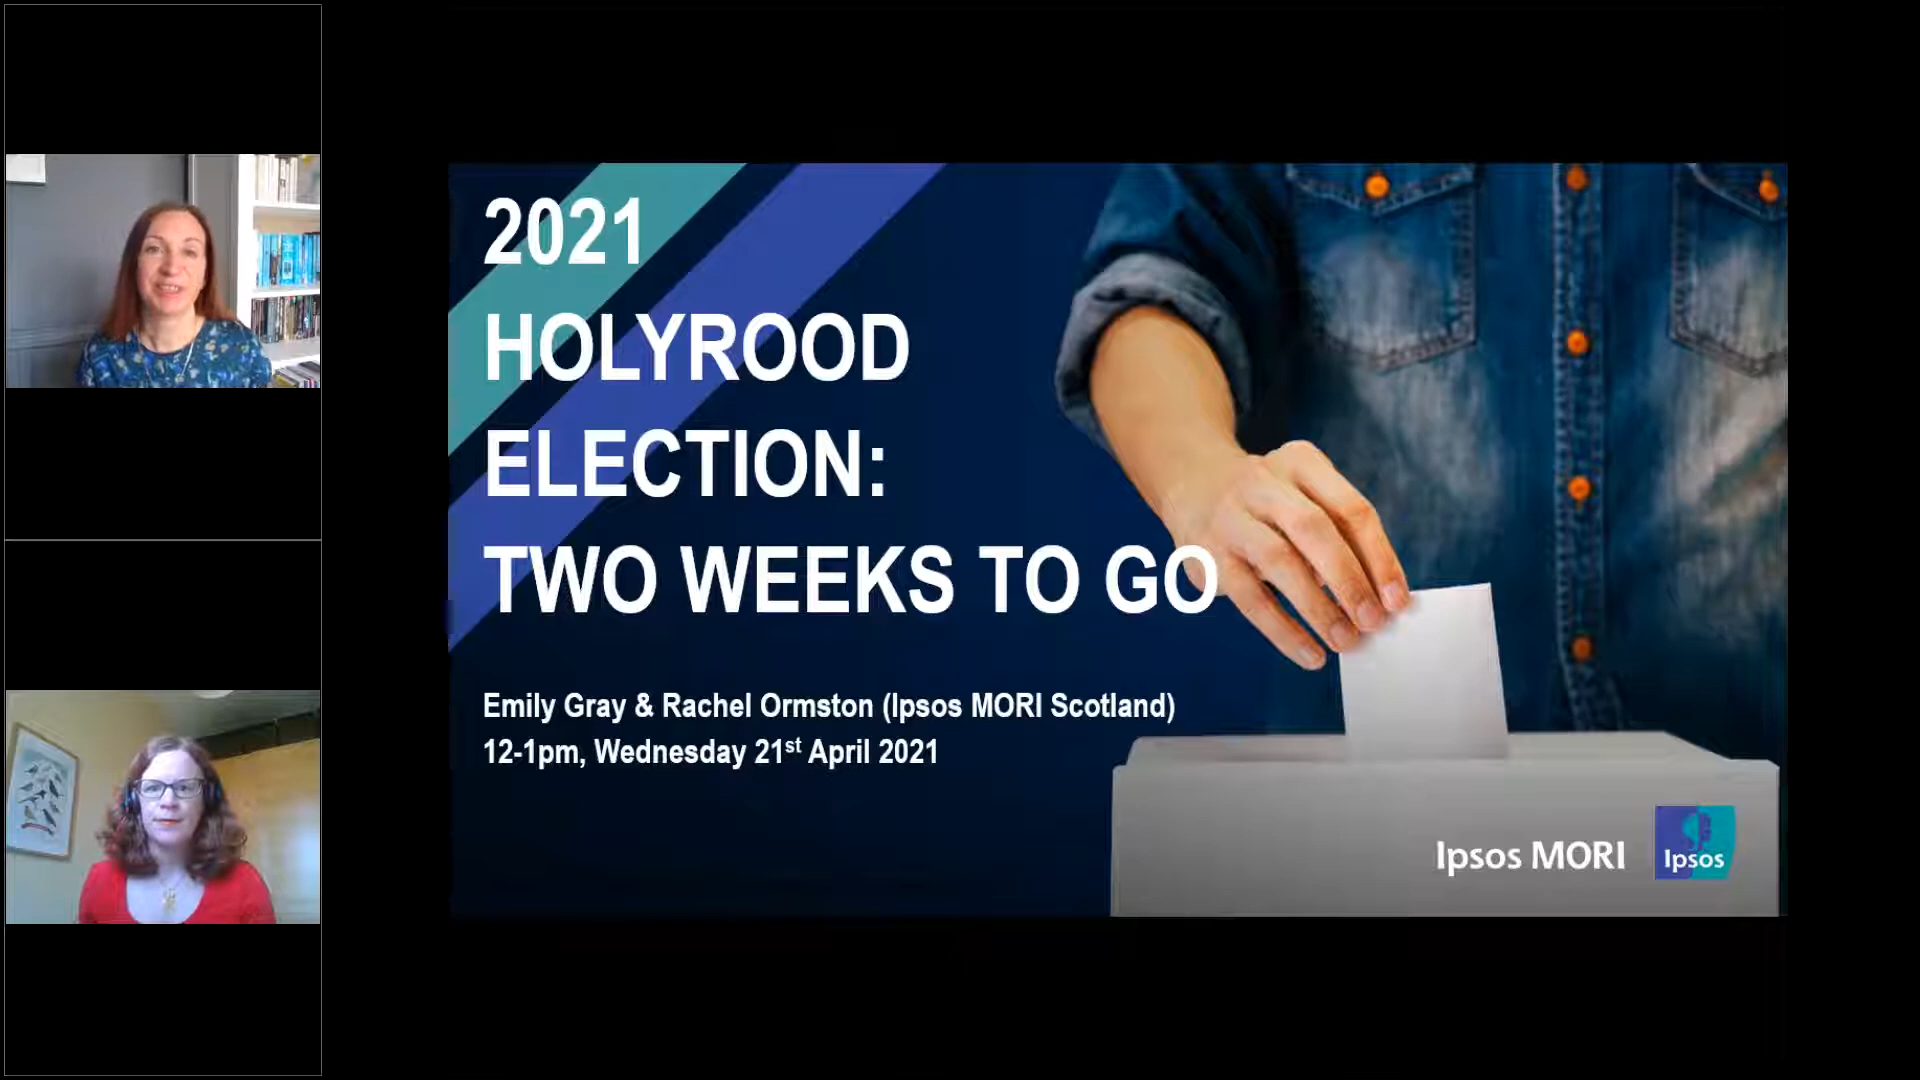 2021
HOLYROOD
ELECTION:
TWO WEEKS TO GO
Emily Gray & Rachel Ormston (Ipsos MORI Scotland)
12-1pm, Wednesday 21st April 2021
Ipsos MORI
Ipsos